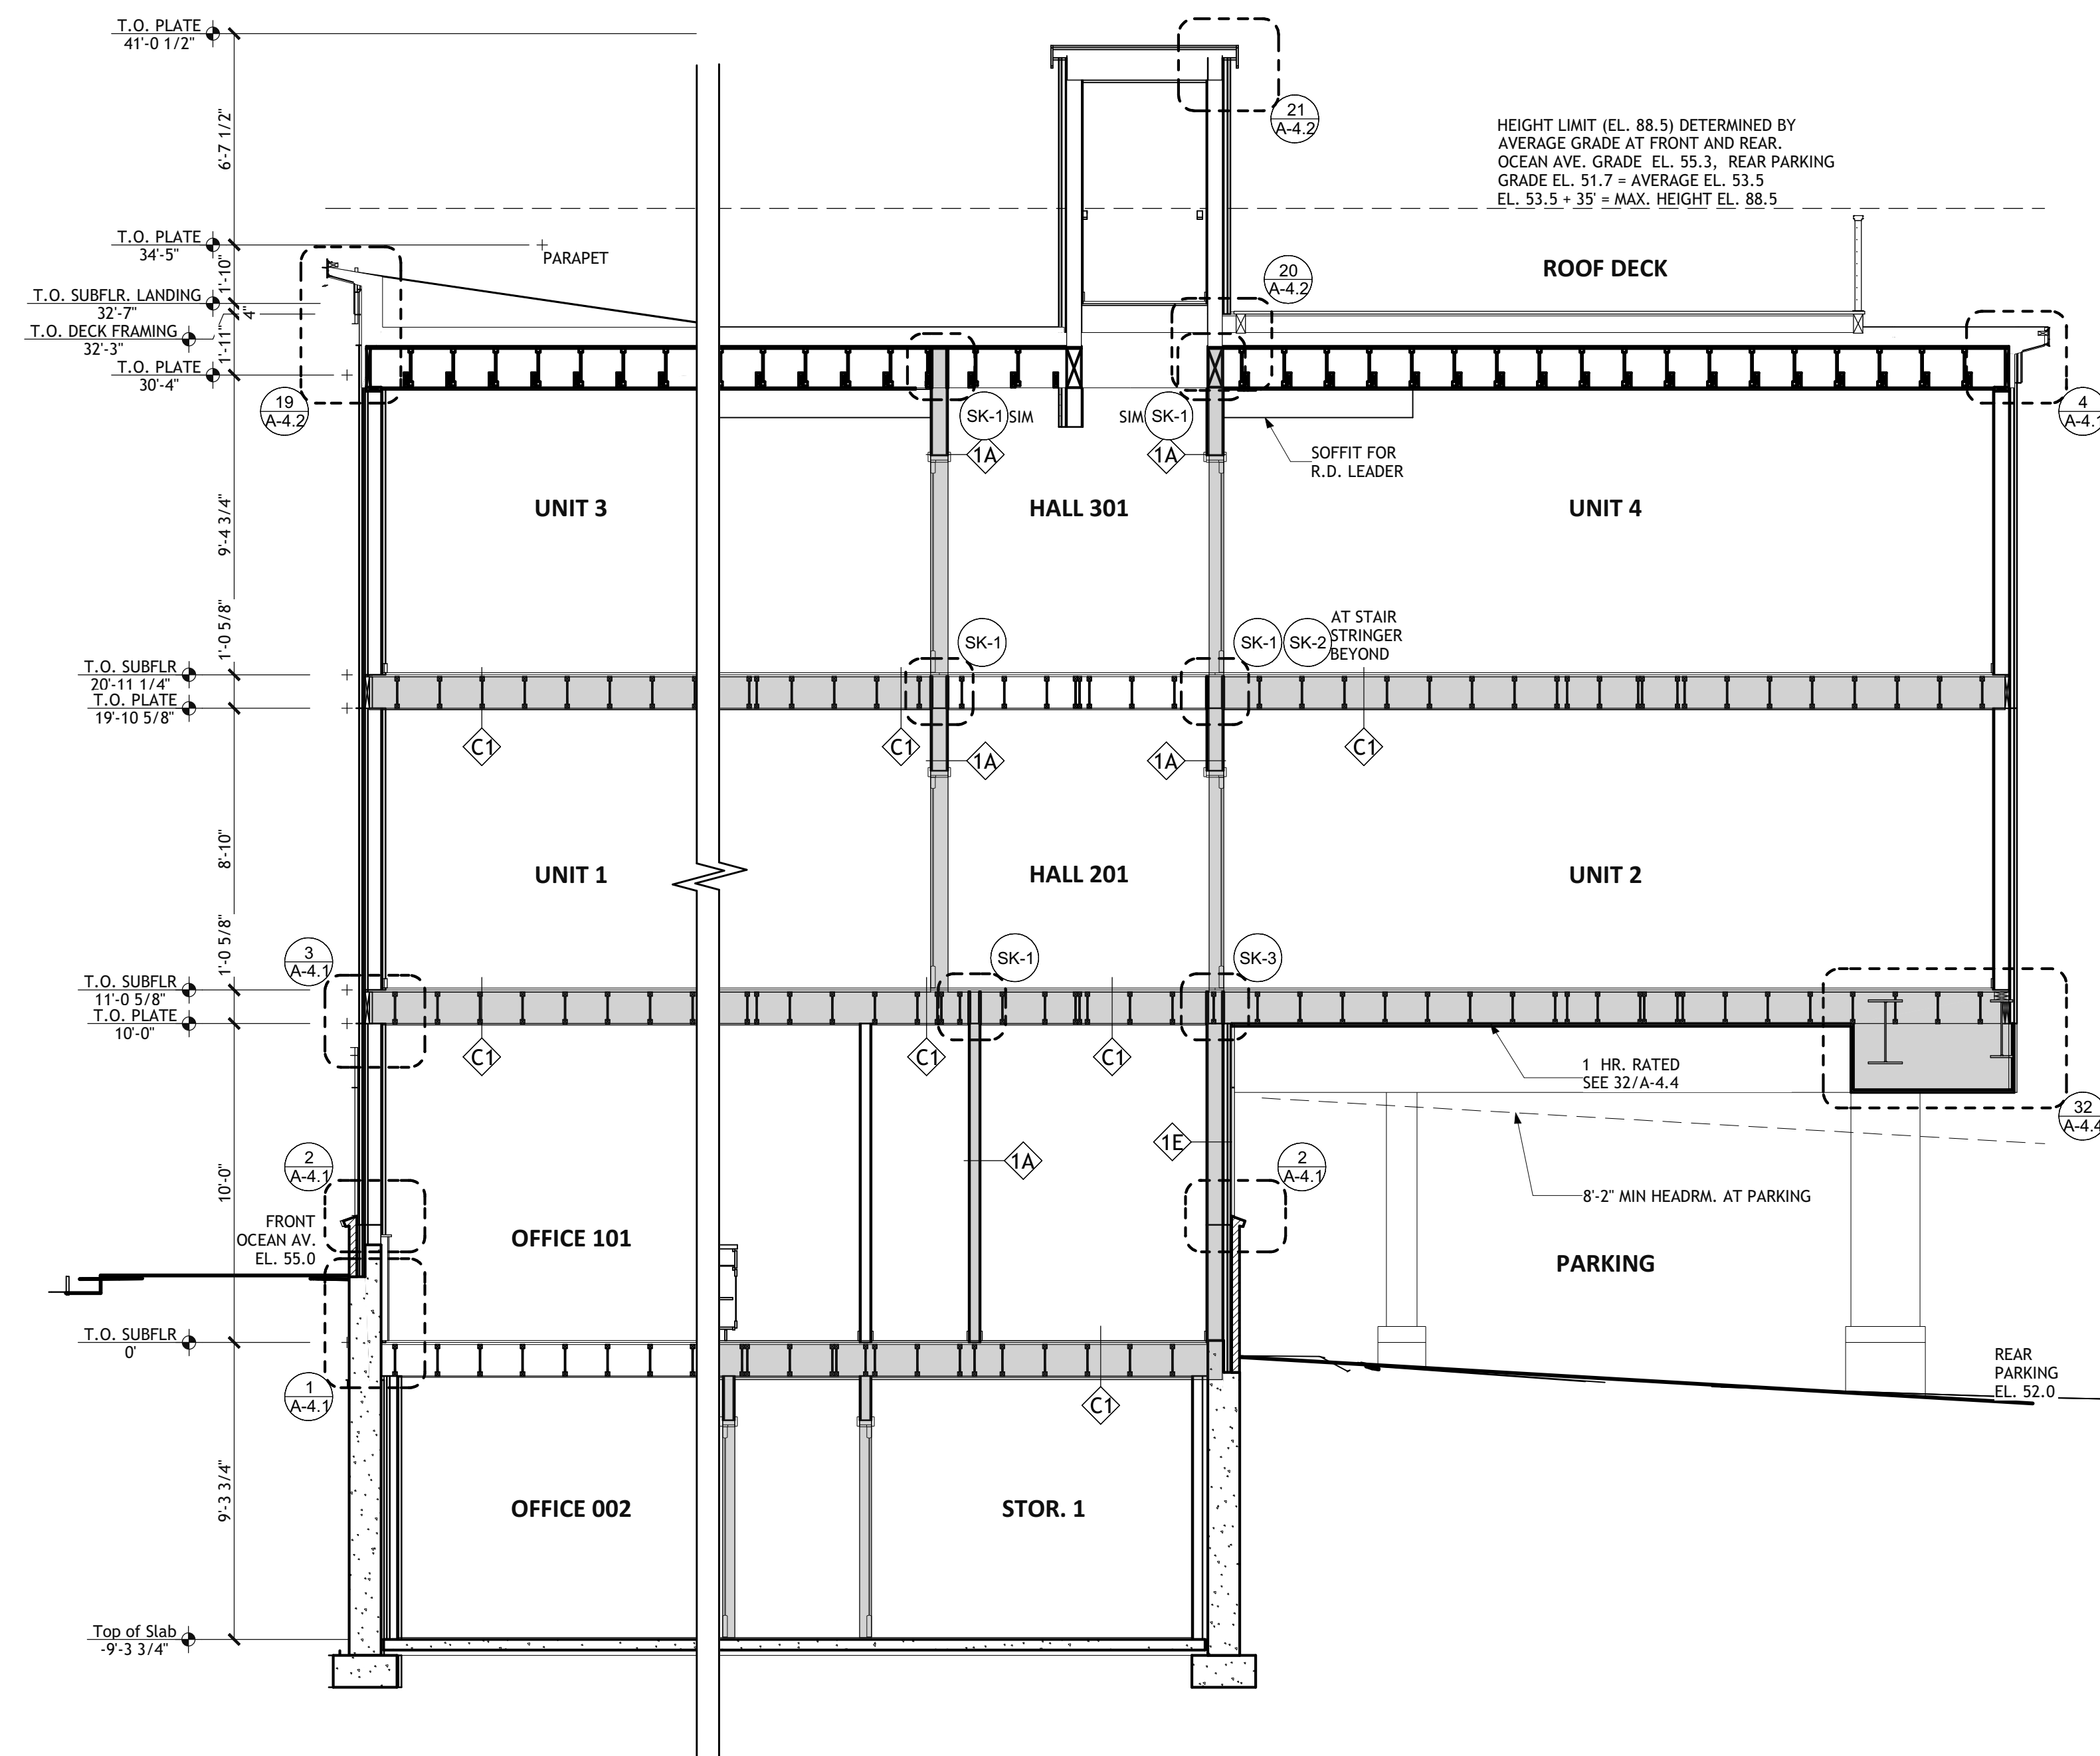 T.O. PLATE
41'-0 1/2"
6'-7 1/2"
21
A-4.2
HEIGHT LIMIT (EL. 88.5) DETERMINED BY
AVERAGE GRADE AT FRONT AND REAR.
OCEAN AVE. GRADE EL. 55.3, REAR PARKING
GRADE EL. 51.7 = AVERAGE EL. 53.5
EL. 53.5 + 35' = MAX. HEIGHT EL. 88.5
T.O. PLATE
34'-5"
PARAPET
1'-10"
20
A-4.2
ROOF DECK
T.O. SUBFLR. LANDING
32'-7"
4"
T.O. DECK FRAMING
32'-3"
1'-11"
T.O. PLATE
30'-4"
19
A-4.2
SK-1 SIM
SIM SK-1
4
A-4.1
1A
1A
SOFFIT FOR
R.D. LEADER
9'-4 3/4"
UNIT 3
HALL 301
UNIT 4
1'-0 5/8"
SK-1
SK-1
SK-2
AT STAIR
STRINGER
BEYOND
T.O. SUBFLR
20'-11 1/4"
T.O. PLATE
19'-10 5/8"
C1
C1
1A
1A
C1
8'-10"
UNIT 1
HALL 201
UNIT 2
1'-0 5/8"
3
A-4.1
SK-1
SK-3
T.O. SUBFLR
11'-0 5/8"
T.O. PLATE
10'-0"
C1
C1
C1
1 HR. RATED
SEE 32/A-4.4
32
A-4.4
10'-0"
2
A-4.1
1A
1E
2
A-4.1
8'-2" MIN HEADRM. AT PARKING
FRONT
OCEAN AV.
EL. 55.0
OFFICE 101
PARKING
T.O. SUBFLR
0'
1
A-4.1
C1
REAR
PARKING
EL. 52.0
9'-3 3/4"
OFFICE 002
STOR. 1
Top of Slab
-9'-3 3/4"